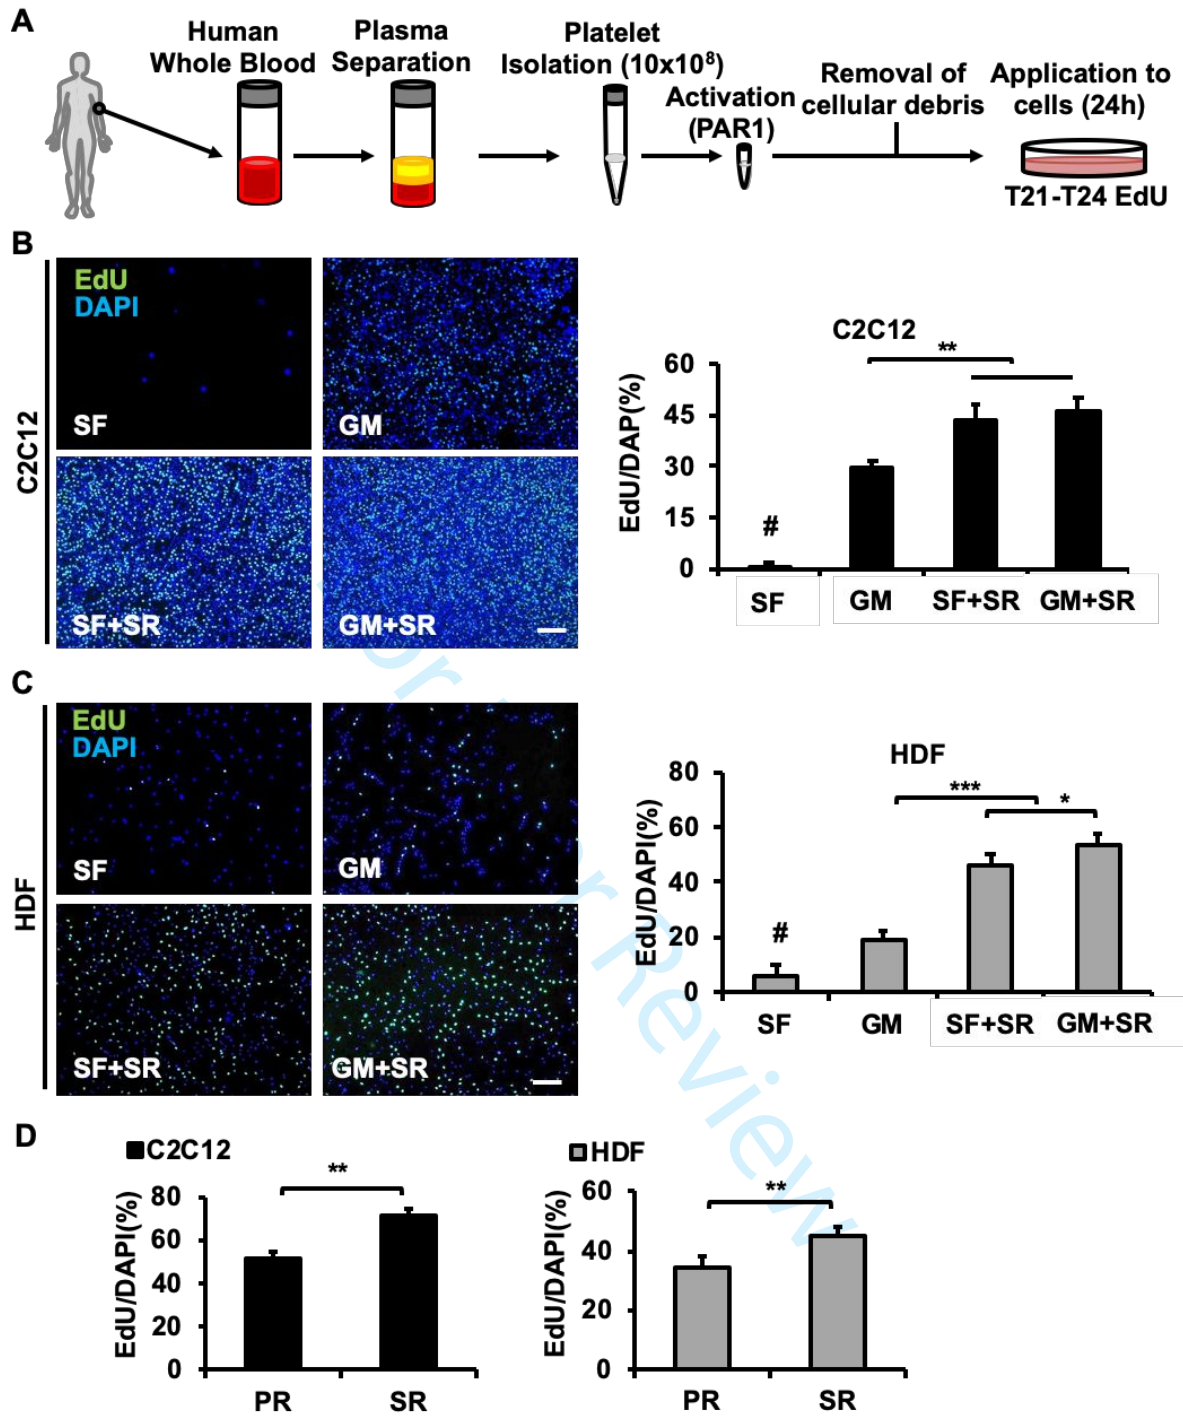 A
Human
Whole Blood
Plasma
Separation
Platelet
Isolation (10x10⁸)
Activation
(PAR1)
Removal of
cellular debris
Application to
cells (24h)
T21-T24 EdU
B
C2C12
EdU
DAPI
SF
GM
SF+SR
GM+SR
C2C12
**
EdU/DAP(%)
60
45
30
15
0
#
SF
GM
SF+SR
GM+SR
C
HDF
EdU
DAPI
SF
GM
SF+SR
GM+SR
HDF
***
*
EdU/DAPI(%)
80
60
40
20
0
#
SF
GM
SF+SR
GM+SR
D
C2C12
**
EdU/DAPI(%)
80
60
40
20
0
PR
SR
HDF
**
EdU/DAPI(%)
60
40
20
0
PR
SR